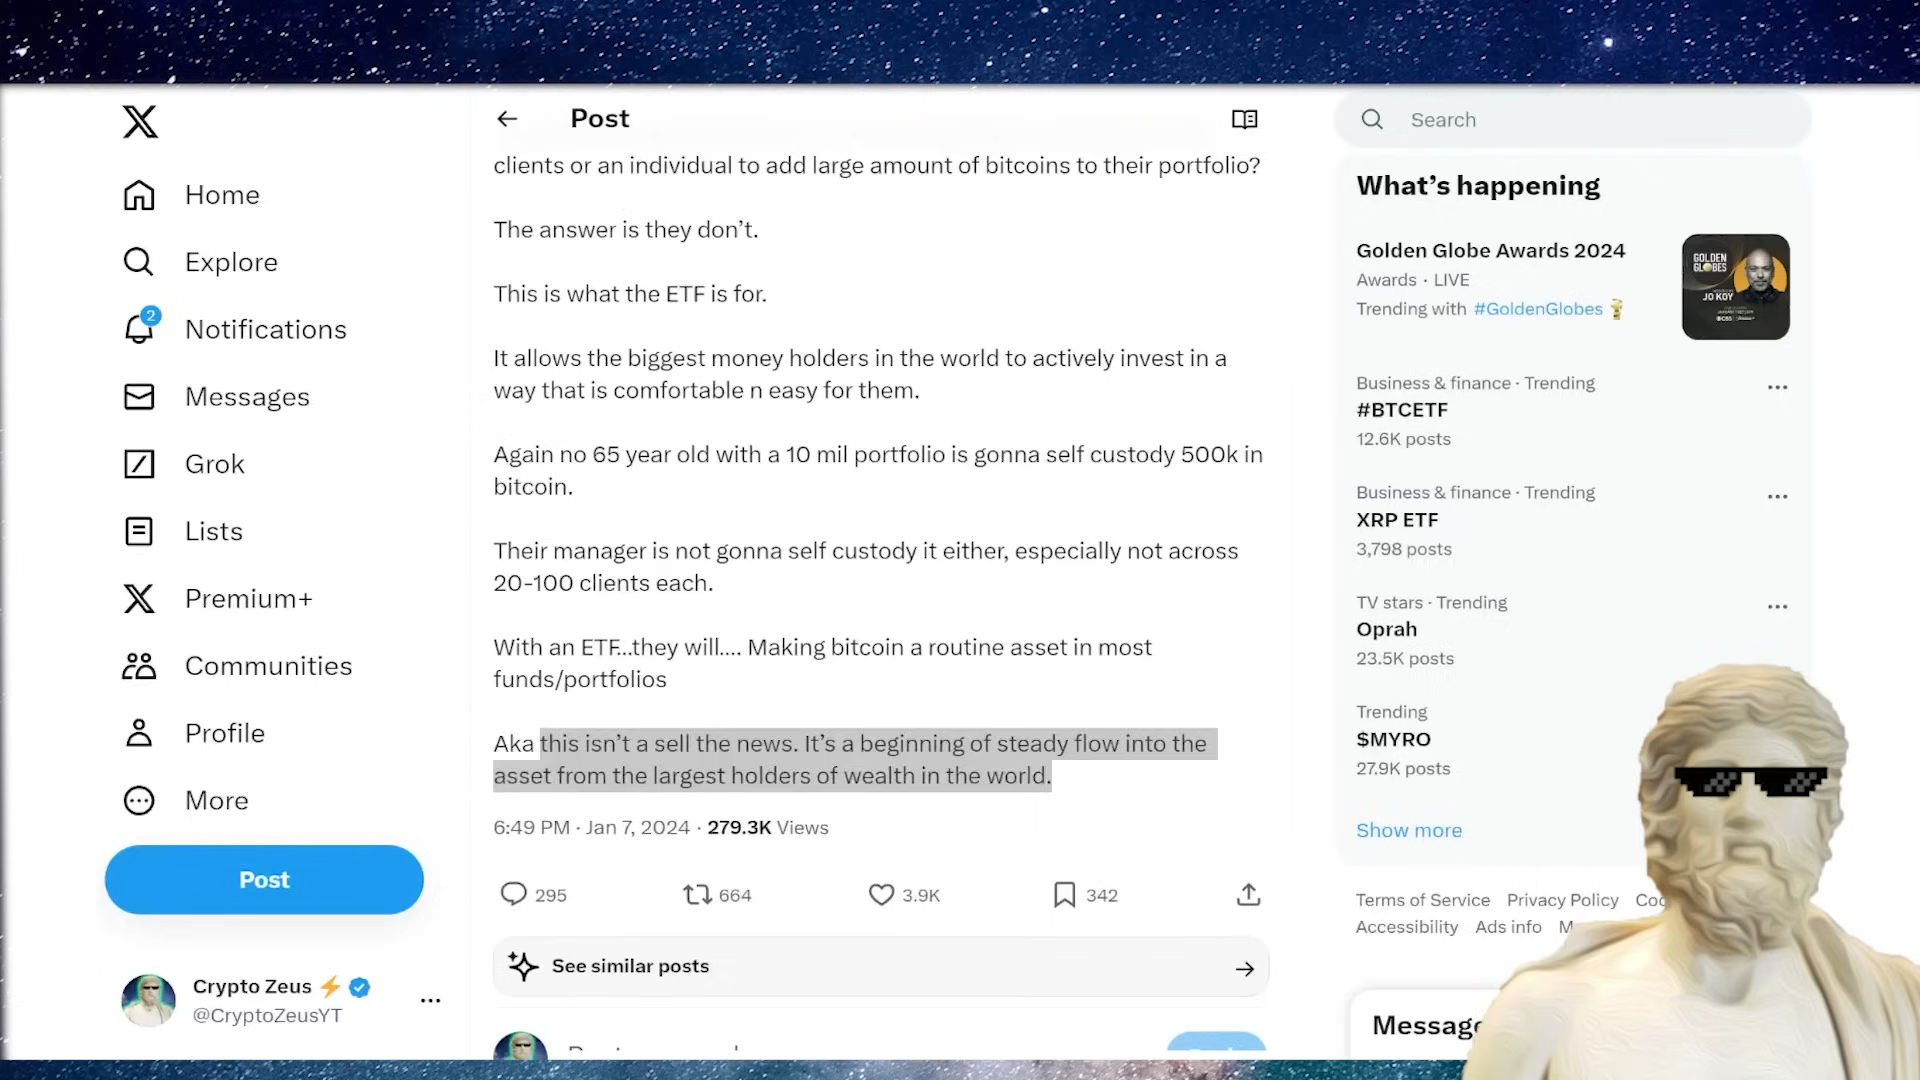 Home
Explore
2
Notifications
Messages
Grok
Lists
Premium+
Communities
Profile
More
Post
Crypto Zeus
@CryptoZeusYT
Post
clients or an individual to add large amount of bitcoins to their portfolio?
The answer is they don’t.
This is what the ETF is for.
It allows the biggest money holders in the world to actively invest in a
way that is comfortable n easy for them.
Again no 65 year old with a 10 mil portfolio is gonna self custody 500k in
bitcoin.
Their manager is not gonna self custody it either, especially not across
20-100 clients each.
With an ETF...they will.... Making bitcoin a routine asset in most
funds/portfolios
Aka this isn’t a sell the news. It’s a beginning of steady flow into the
asset from the largest holders of wealth in the world.
6:49 PM · Jan 7, 2024 · 279.3K Views
295 664 3.9K 342
See similar posts
Search
What’s happening
Golden Globe Awards 2024
Awards · LIVE
Trending with #GoldenGlobes
GOLDEN
GLOBES
JO KOY
Business & finance · Trending
#BTCETF
12.6K posts
Business & finance · Trending
XRP ETF
3,798 posts
TV stars · Trending
Oprah
23.5K posts
Trending
$MYRO
27.9K posts
Show more
Terms of Service Privacy Policy Coo
Accessibility Ads info M
Message